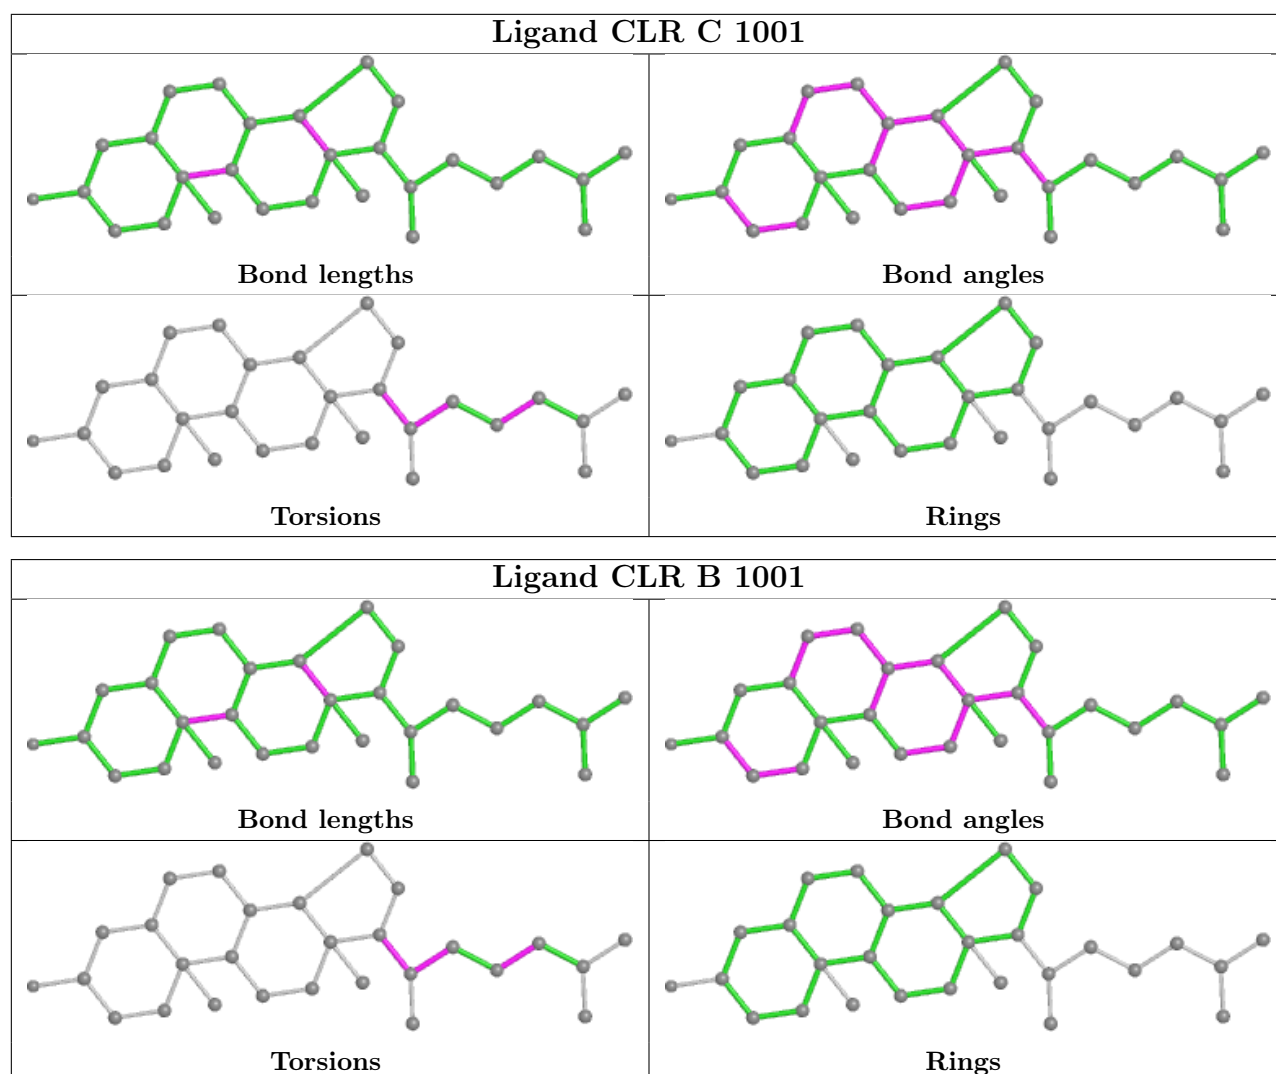 Ligand CLR C 1001
Bond lengths
Bond angles
Torsions
Rings
Ligand CLR B 1001
Bond lengths
Bond angles
Torsions
Rings